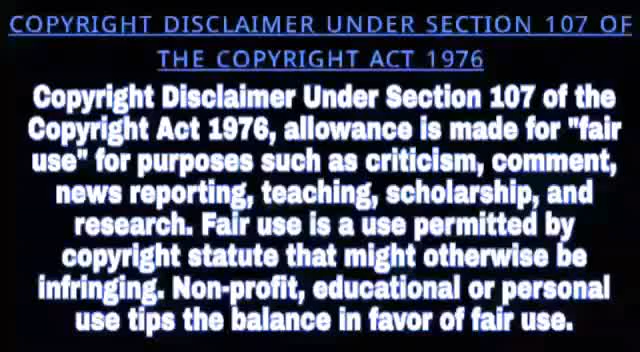 COPYRIGHT DISCLAIMER UNDER SECTION 107 OF
THE COPYRIGHT ACT 1976
Copyright Disclaimer Under Section 107 of the
Copyright Act 1976, allowance is made for "fair
use" for purposes such as criticism, comment,
news reporting, teaching, scholarship, and
research. Fair use is a use permitted by
copyright statute that might otherwise be
infringing. Non-profit, educational or personal
use tips the balance in favor of fair use.